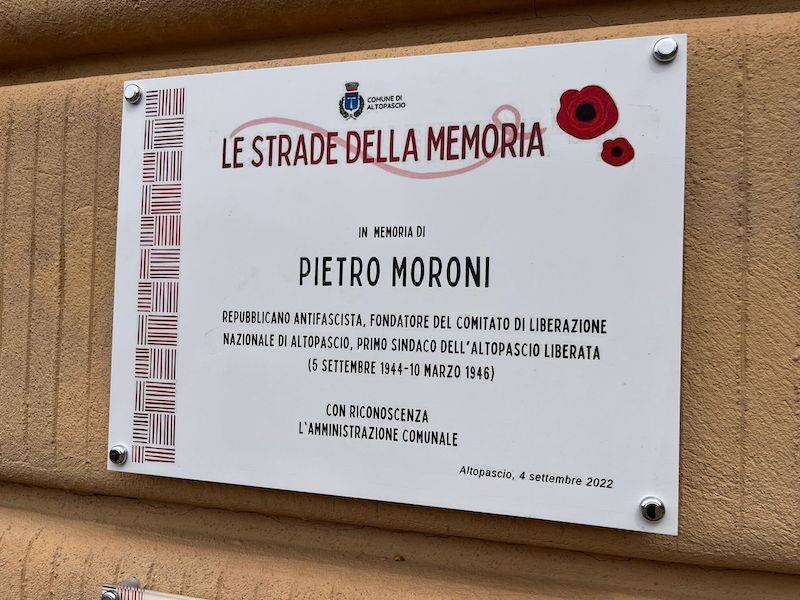 COMUNE DI
ALTOPASCIO
LE STRADE DELLA MEMORIA
IN MEMORIA DI
PIETRO MORONI
REPUBBLICANO ANTIFASCISTA, FONDATORE DEL COMITATO DI LIBERAZIONE
NAZIONALE DI ALTOPASCIO, PRIMO SINDACO DELL'ALTOPASCIO LIBERATA
(5 SETTEMBRE 1944-10 MARZO 1946)
CON RICONOSCENZA
L'AMMINISTRAZIONE COMUNALE
Altopascio, 4 settembre 2022